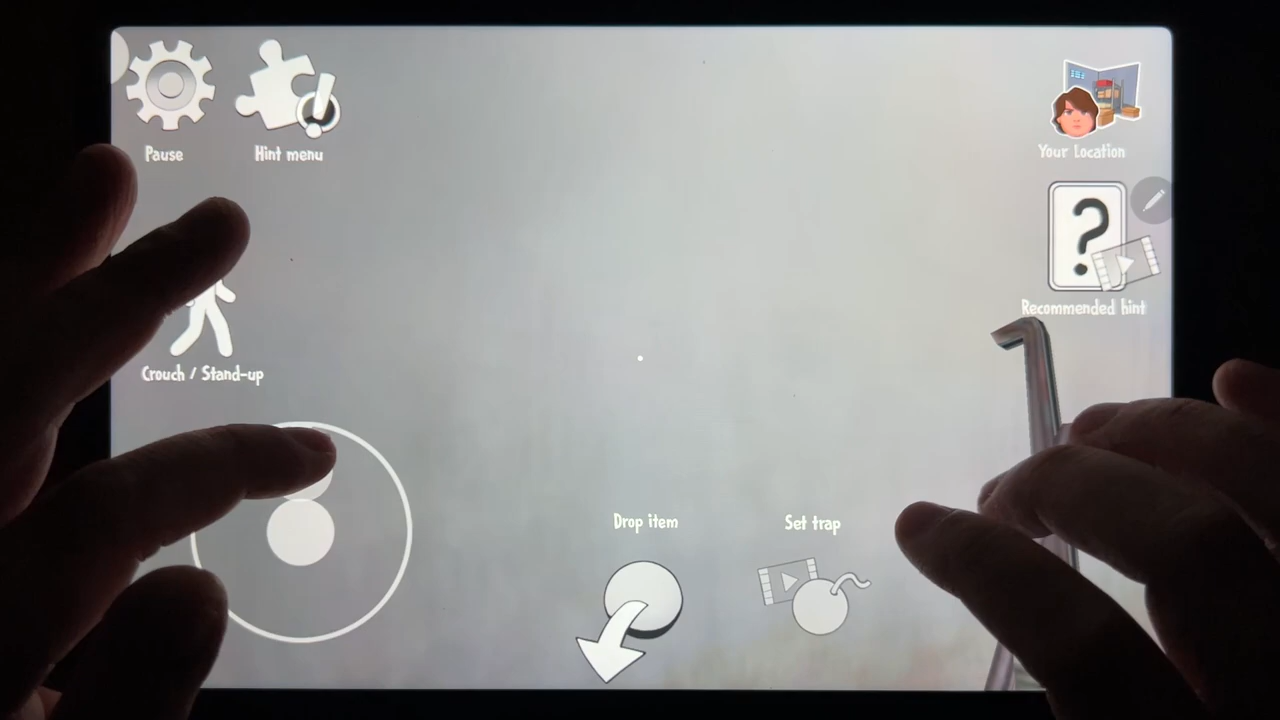 Pause
Hint menu
Your Location
Recommended hint
Crouch / Stand-up
Drop item
Set trap